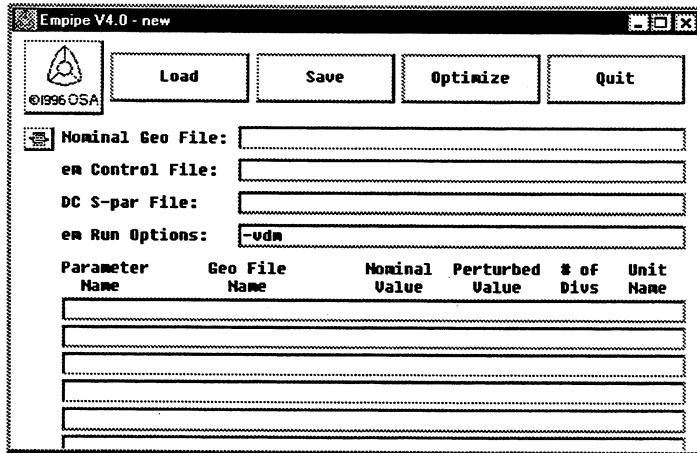 Empipe V4.0 - new
Load Save Optimize Quit
©1996 OSA
Nominal Geo File:
em Control File:
DC S-par File:
em Run Options: -vdm
Parameter Geo File Nominal Perturbed # of Unit
Name Name Value Value Divs Name